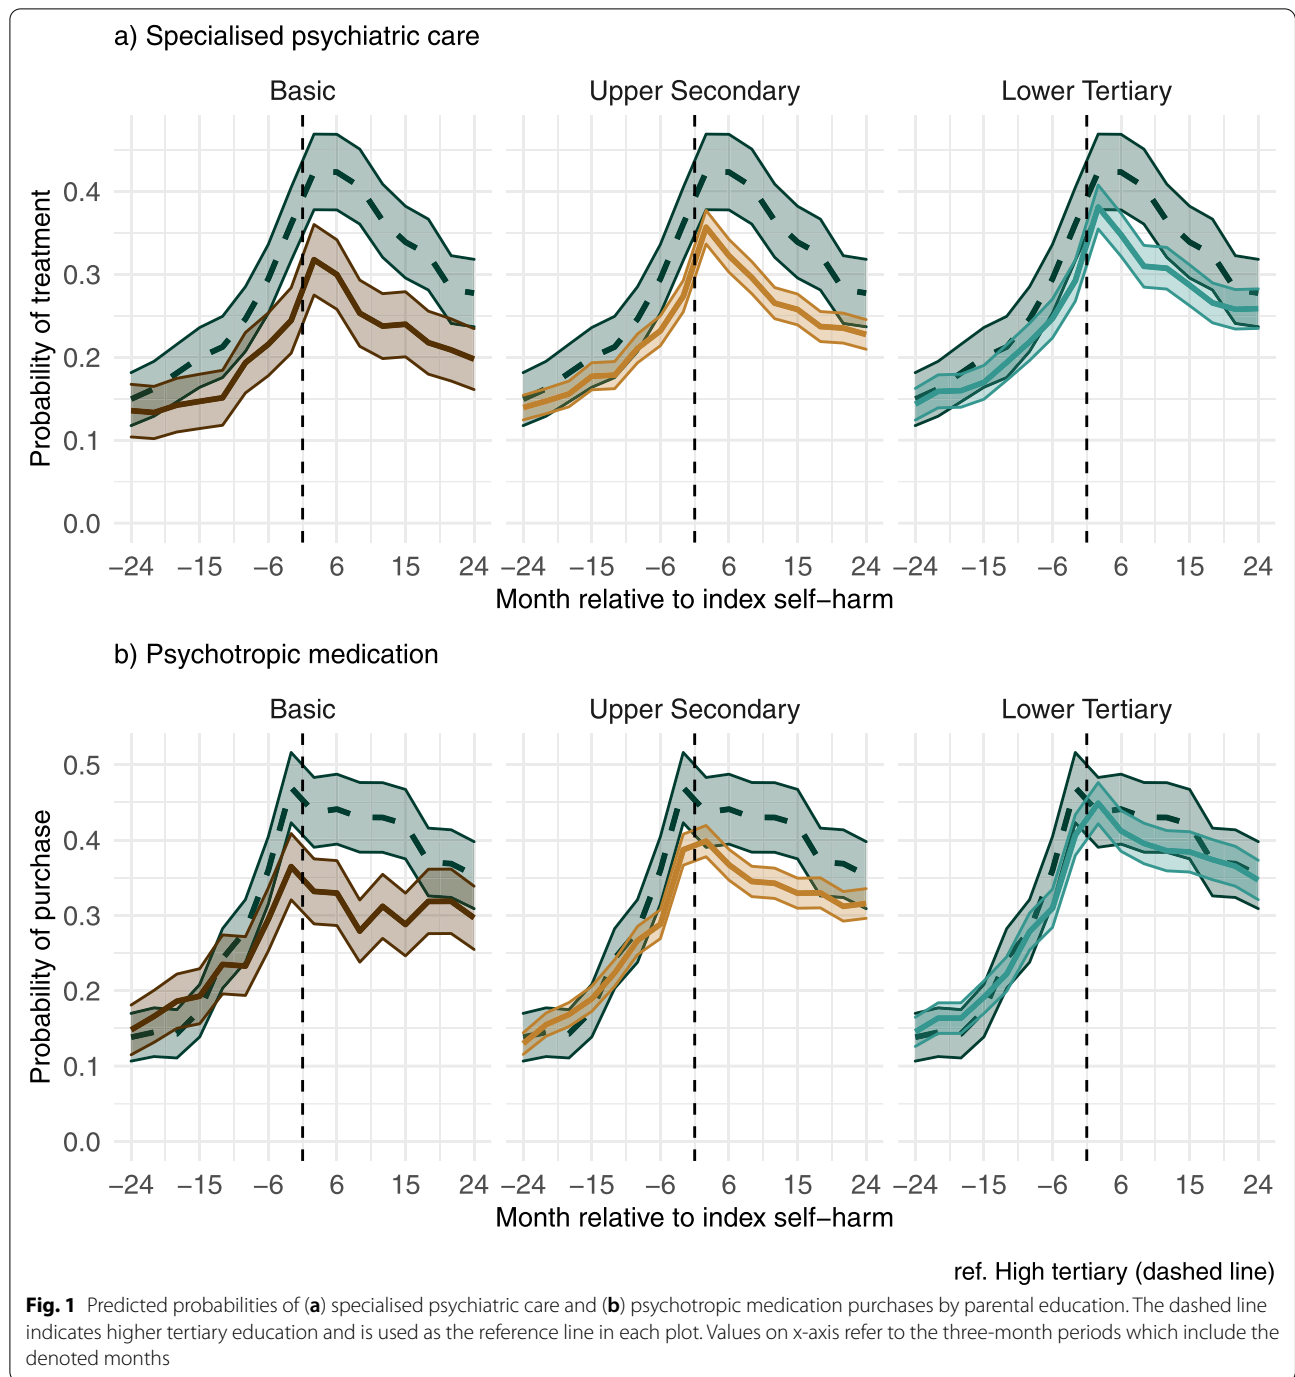 a) Specialised psychiatric care
Basic
Upper Secondary
Lower Tertiary
Probability of treatment
0.4
0.3
0.2
0.1
0.0
−24 −15 −6 6 15 24
−24 −15 −6 6 15 24
−24 −15 −6 6 15 24
Month relative to index self−harm
b) Psychotropic medication
Basic
Upper Secondary
Lower Tertiary
Probability of purchase
0.5
0.4
0.3
0.2
0.1
0.0
−24 −15 −6 6 15 24
−24 −15 −6 6 15 24
−24 −15 −6 6 15 24
Month relative to index self−harm
ref. High tertiary (dashed line)
Fig. 1 Predicted probabilities of (a) specialised psychiatric care and (b) psychotropic medication purchases by parental education. The dashed line
indicates higher tertiary education and is used as the reference line in each plot. Values on x-axis refer to the three-month periods which include the
denoted months